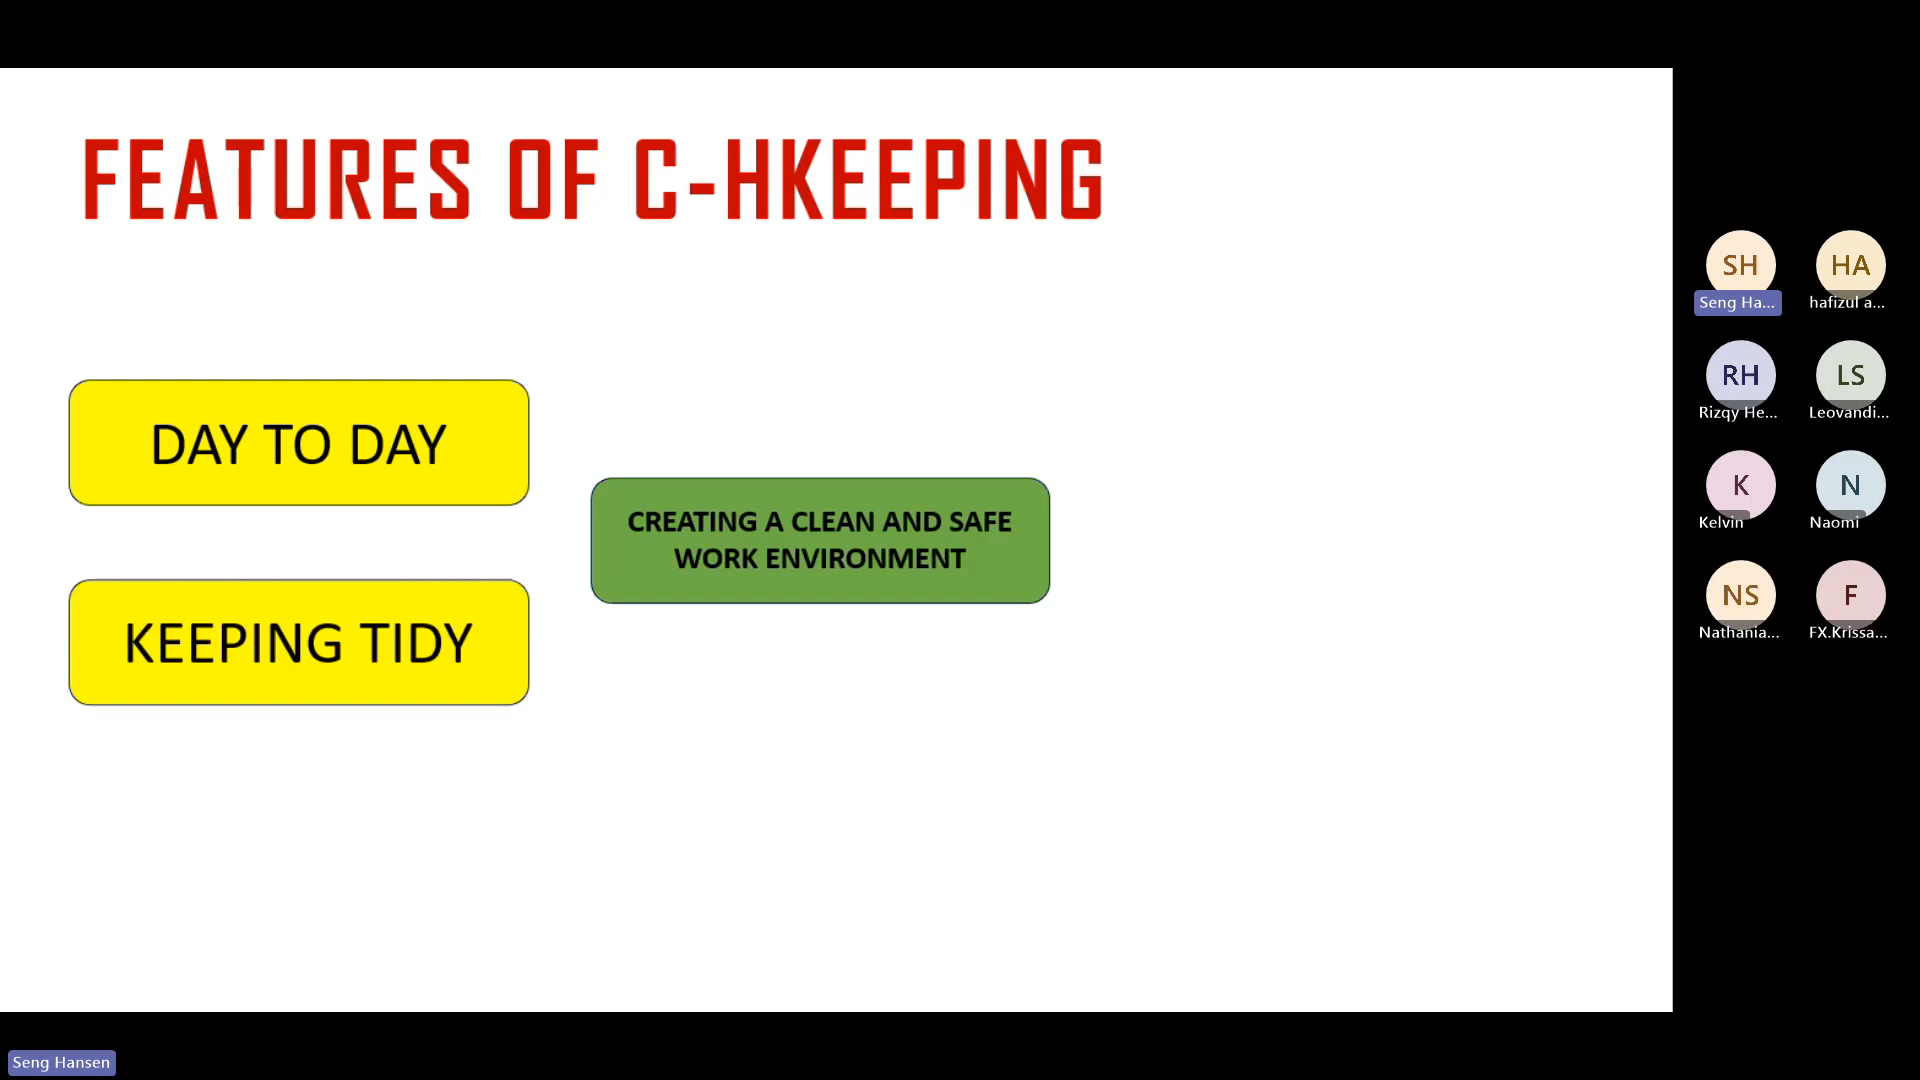 FEATURES OF C-HKEEPING
DAY TO DAY
CREATING A CLEAN AND SAFE
WORK ENVIRONMENT
KEEPING TIDY
SH
Seng Ha...
HA
hafizul a...
RH
Rizqy He...
LS
Leovandi...
K
Kelvin
N
Naomi
NS
Nathania...
F
FX.Krissa...
Seng Hansen